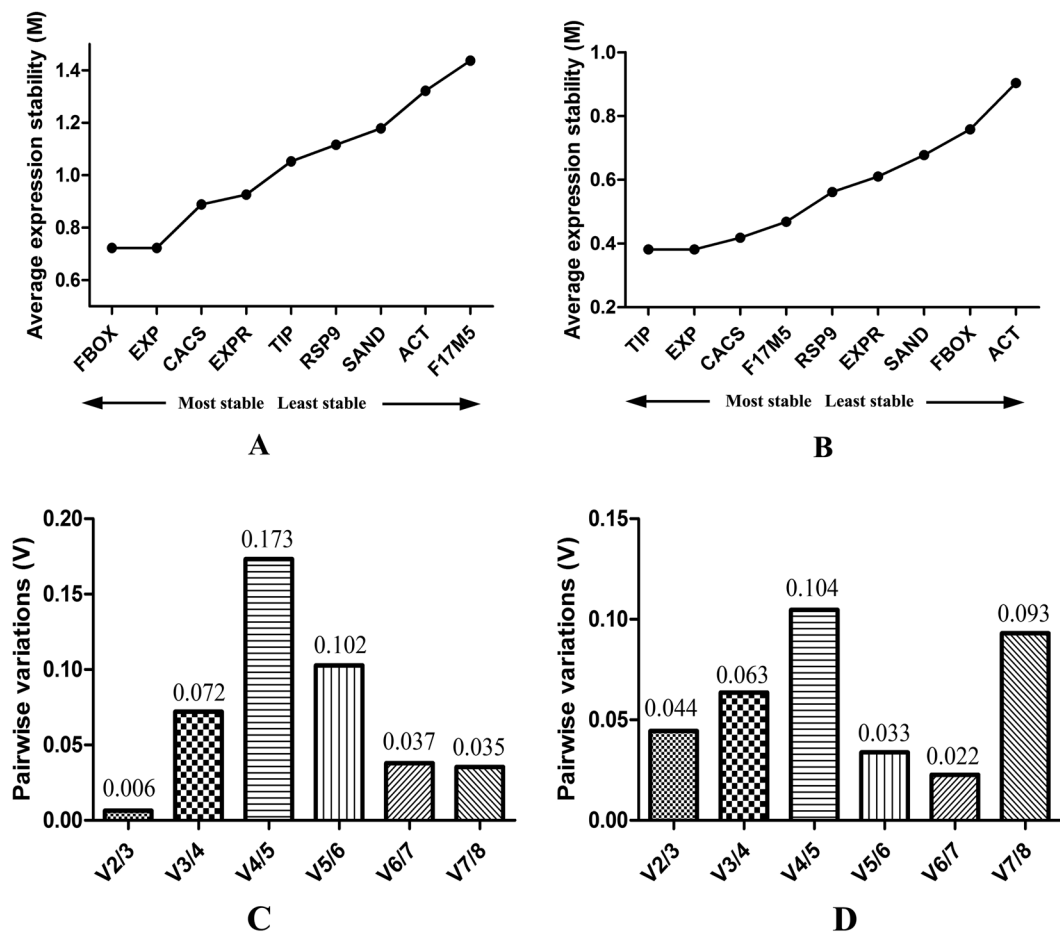 Average expression stability (M)
1.4
1.2
1.0
0.8
0.6
FBOX
EXP
CACS
EXPR
TIP
RSP9
SAND
ACT
F17M5
Most stable Least stable
A
Average expression stability (M)
1.0
0.8
0.6
0.4
0.2
TIP
EXP
CACS
F17M5
RSP9
EXPR
SAND
FBOX
ACT
Most stable Least stable
B
Pairwise variations (V)
0.20
0.15
0.10
0.05
0.00
0.006
0.072
0.173
0.102
0.037
0.035
V2/3
V3/4
V4/5
V5/6
V6/7
V7/8
C
Pairwise variations (V)
0.15
0.10
0.05
0.00
0.044
0.063
0.104
0.033
0.022
0.093
V2/3
V3/4
V4/5
V5/6
V6/7
V7/8
D